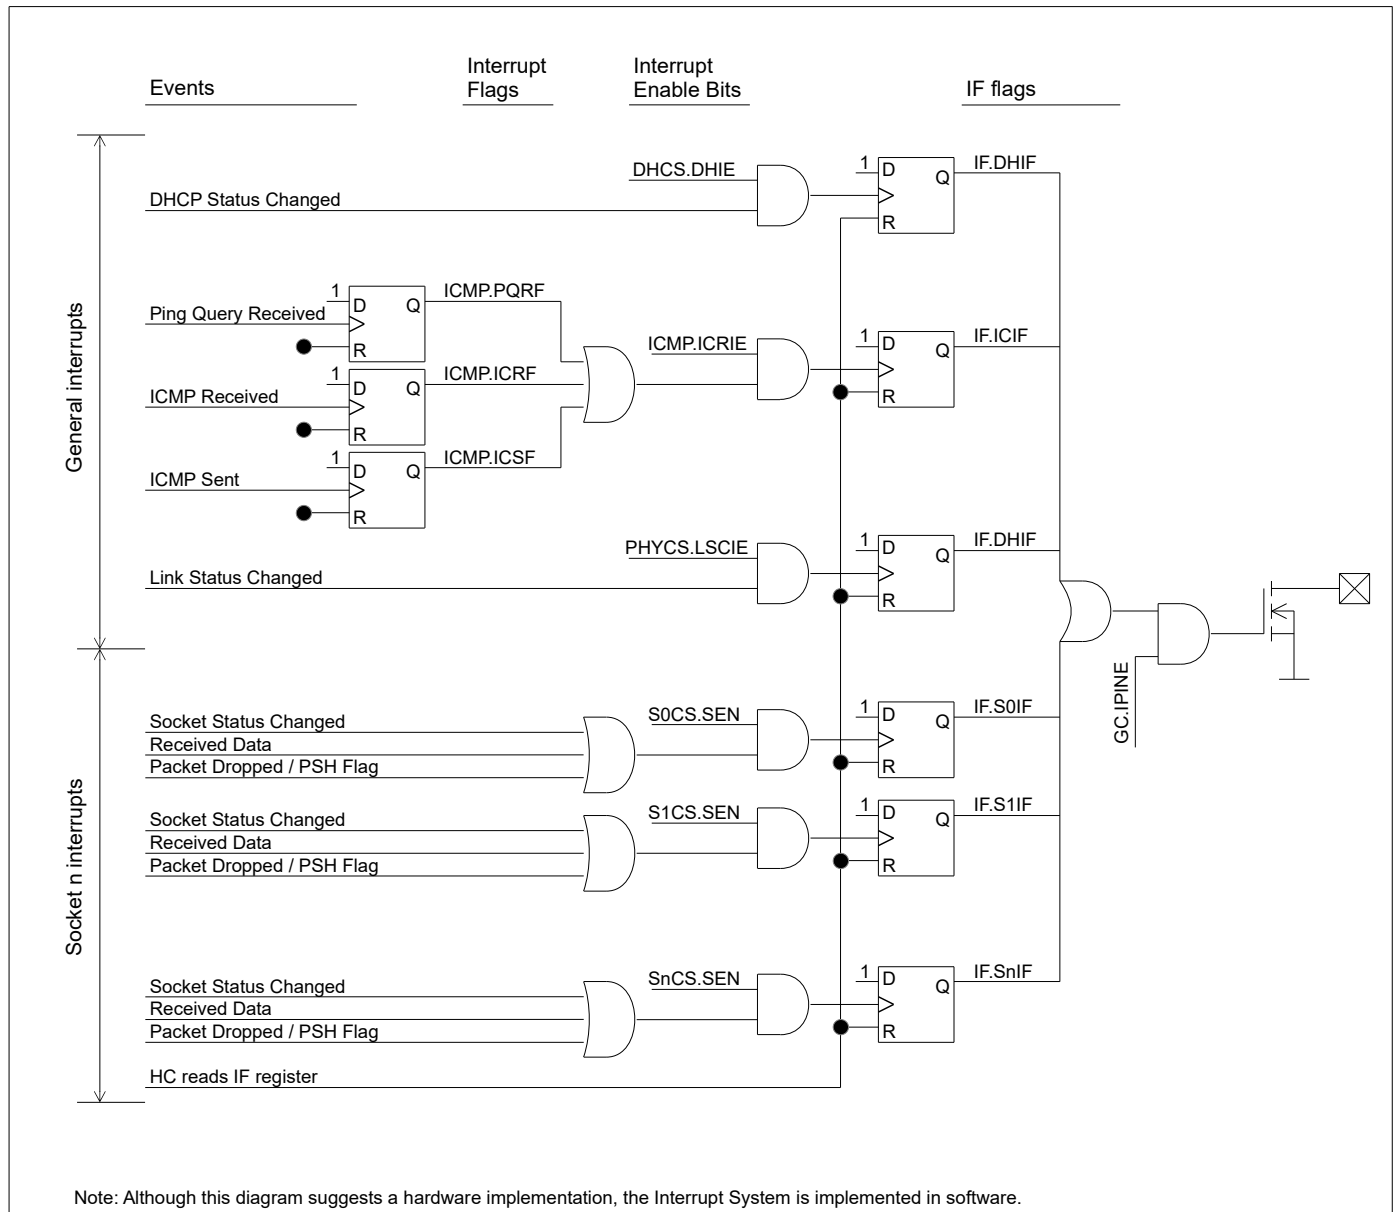 Events
Interrupt
Flags
Interrupt
Enable Bits
IF flags
General interrupts
DHCS.DHIE
DHCP Status Changed
1
D
Q
R
IF.DHIF
Ping Query Received
1
D
Q
R
ICMP.PQRF
ICMP Received
1
D
Q
R
ICMP.ICRF
ICMP Sent
1
D
Q
R
ICMP.ICSF
ICMP.ICRIE
1
D
Q
R
IF.ICIF
PHYCS.LSCIE
Link Status Changed
1
D
Q
R
IF.DHIF
GC.IPINE
Socket n interrupts
Socket Status Changed
Received Data
Packet Dropped / PSH Flag
S0CS.SEN
1
D
Q
R
IF.S0IF
Socket Status Changed
Received Data
Packet Dropped / PSH Flag
S1CS.SEN
1
D
Q
R
IF.S1IF
Socket Status Changed
Received Data
Packet Dropped / PSH Flag
SnCS.SEN
1
D
Q
R
IF.SnIF
HC reads IF register
Note: Although this diagram suggests a hardware implementation, the Interrupt System is implemented in software.